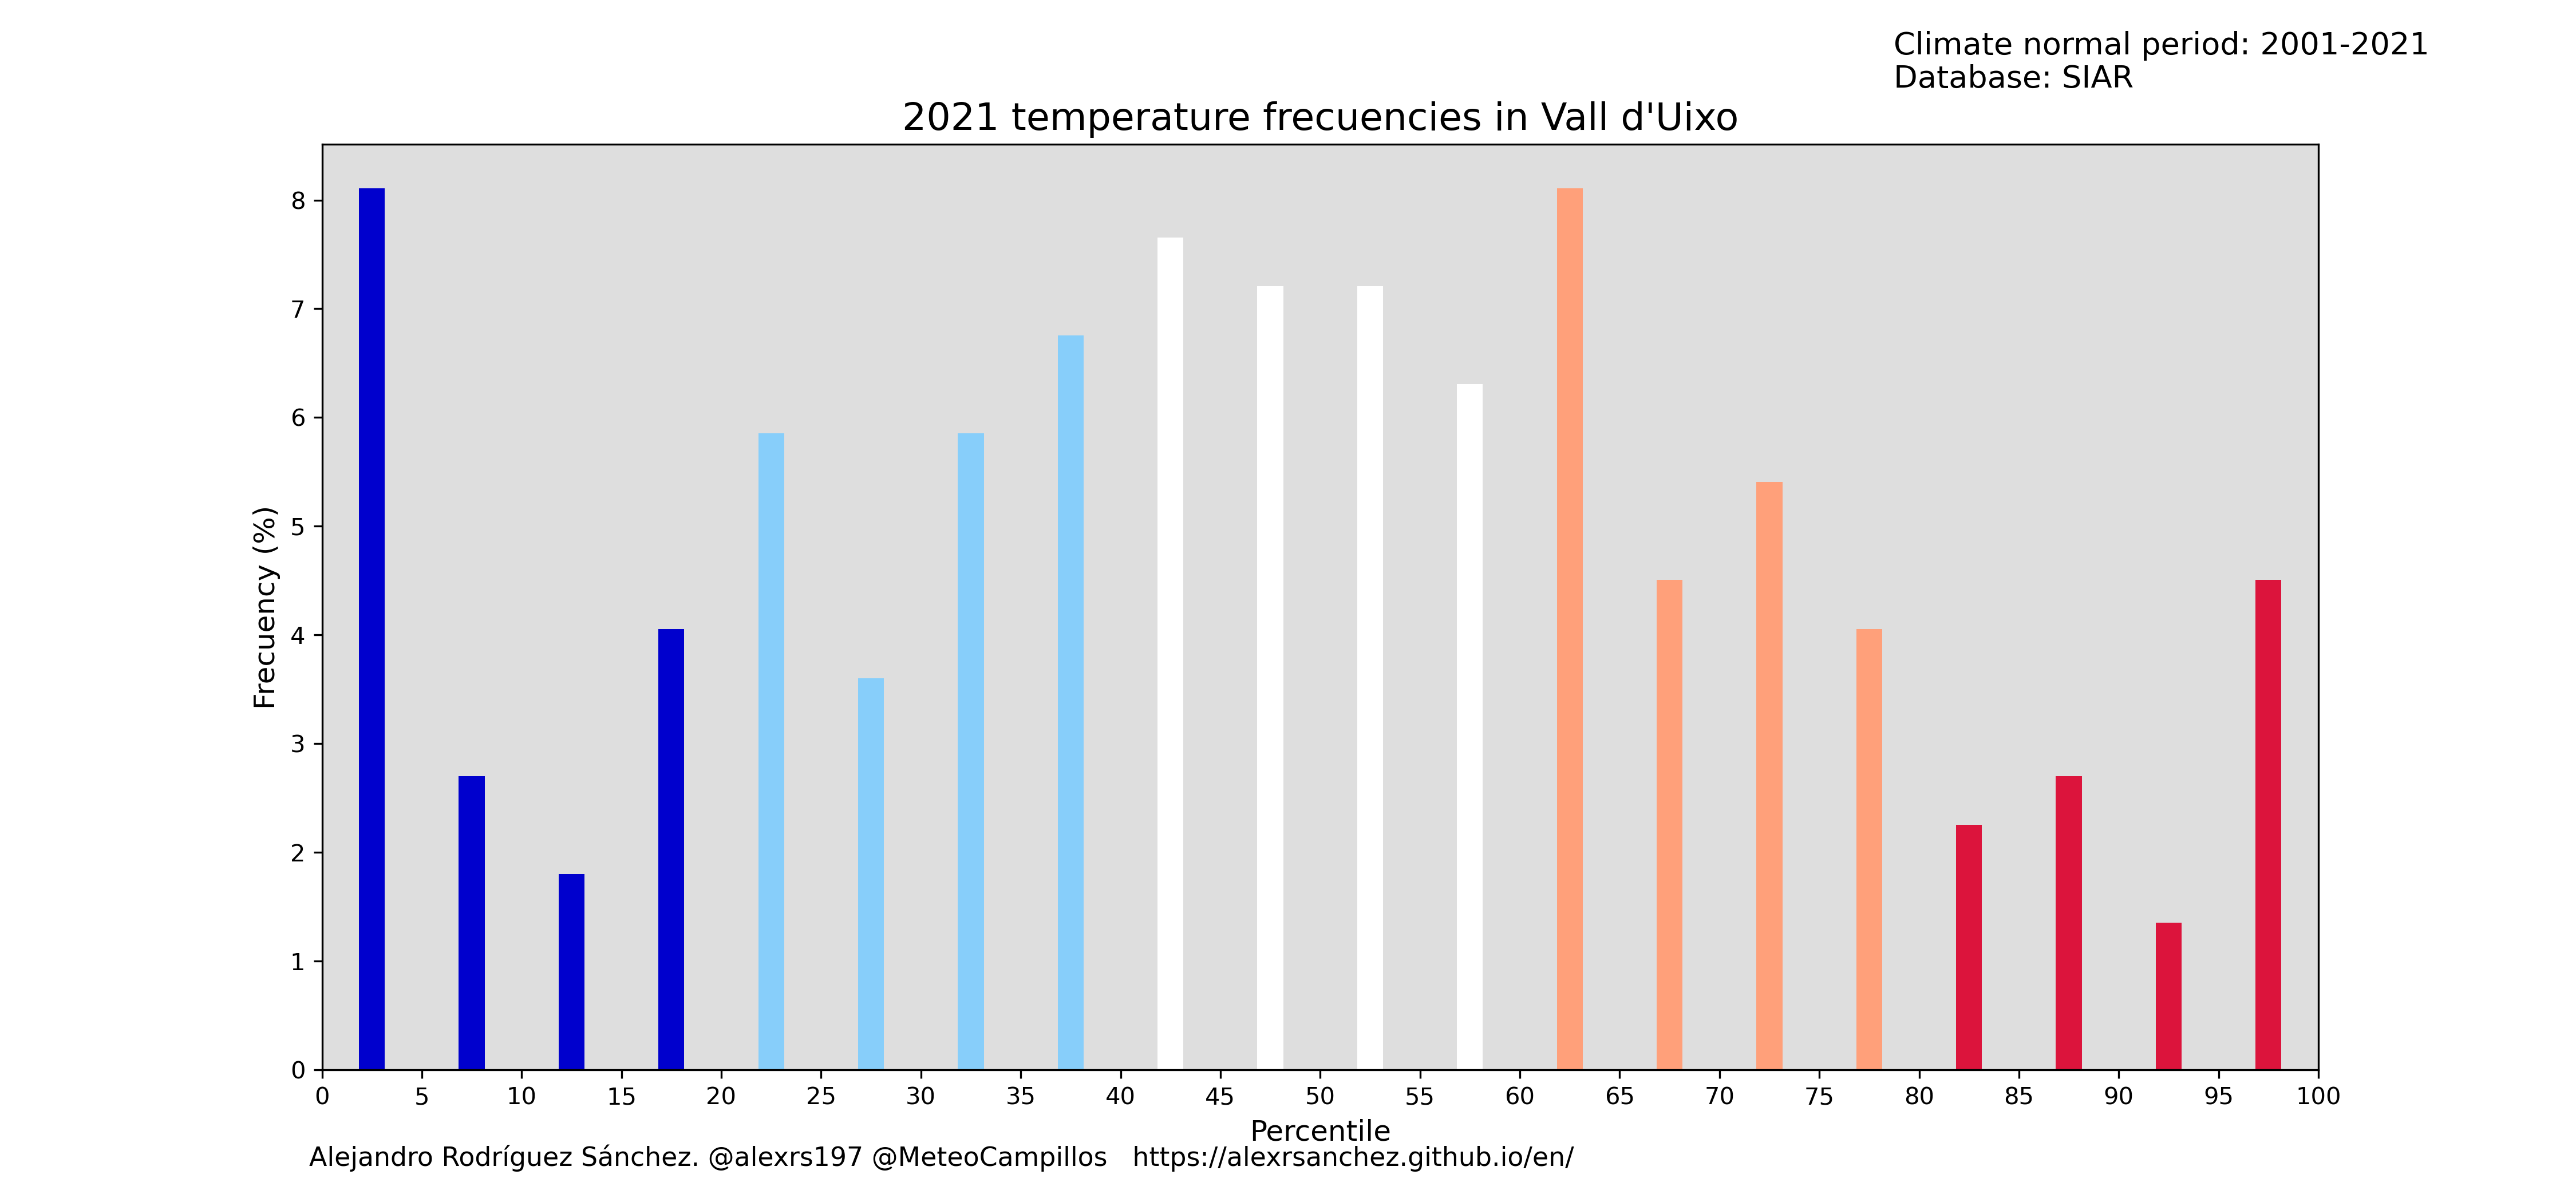 Climate normal period: 2001-2021
Database: SIAR
2021 temperature frecuencies in Vall d'Uixo
Frecuency (%)
8
7
6
5
4
3
2
1
0
0 5 10 15 20 25 30 35 40 45 50 55 60 65 70 75 80 85 90 95 100
Percentile
Alejandro Rodríguez Sánchez. @alexrs197 @MeteoCampillos https://alexrsanchez.github.io/en/